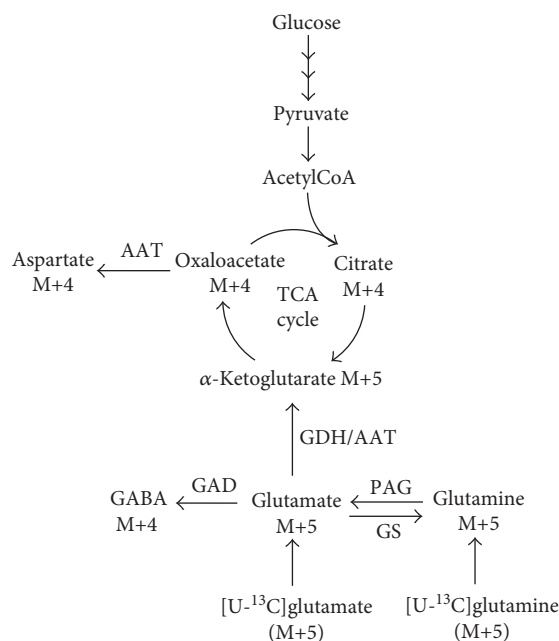 Glucose
Pyruvate
AcetylCoA
AAT
Aspartate
M+4
Oxaloacetate
M+4
Citrate
M+4
TCA
cycle
α-Ketoglutarate M+5
GDH/AAT
GAD
PAG
GABA
M+4
Glutamate
M+5
Glutamine
M+5
GS
[U-¹³C]glutamate
(M+5)
[U-¹³C]glutamine
(M+5)